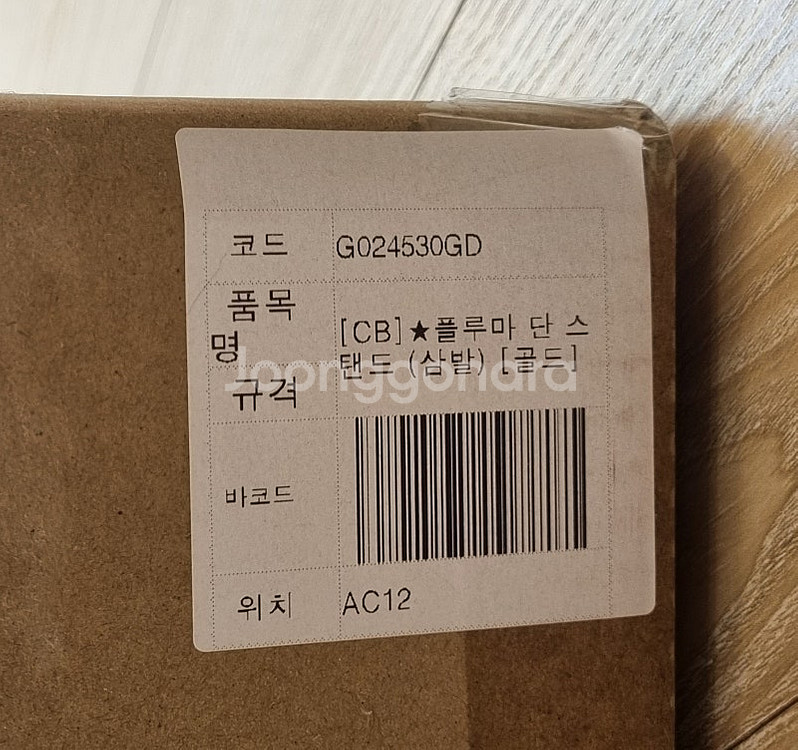 코드 G024530GD
품목
명
[CB]★플루마 단 스
탠드 (삼발) [골드]
Joonggonara
규격
바코드
위치 AC12